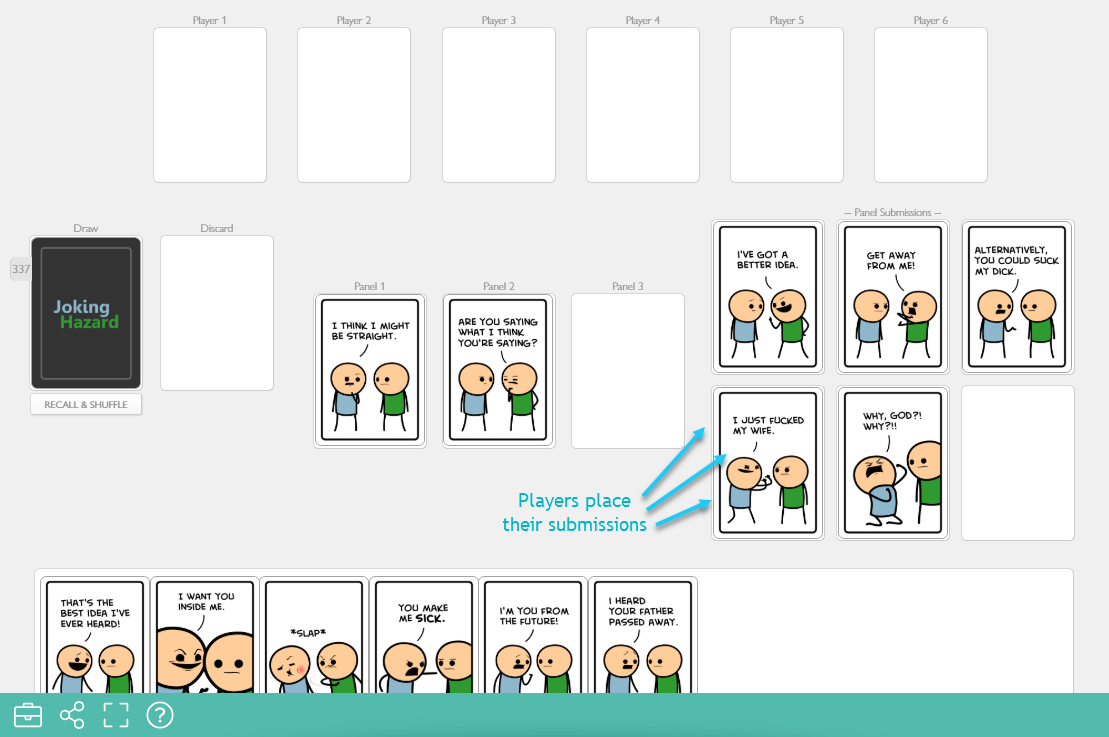 Player 1
Player 2
Player 3
Player 4
Player 5
Player 6
Draw
Discard
-- Panel Submissions --
337
Joking
Hazard
RECALL & SHUFFLE
Panel 1
Panel 2
Panel 3
I THINK I MIGHT
BE STRAIGHT.
ARE YOU SAYING
WHAT I THINK
YOU'RE SAYING?
I'VE GOT A
BETTER IDEA.
GET AWAY
FROM ME!
ALTERNATIVELY,
YOU COULD SUCK
MY DICK.
I JUST FUCKED
MY WIFE.
WHY, GOD?!
WHY?!!
Players place
their submissions
THAT'S THE
BEST IDEA I'VE
EVER HEARD!
I WANT YOU
INSIDE ME.
*SLAP*
YOU MAKE
ME SICK.
I'M YOU FROM
THE FUTURE!
I HEARD
YOUR FATHER
PASSED AWAY.
?